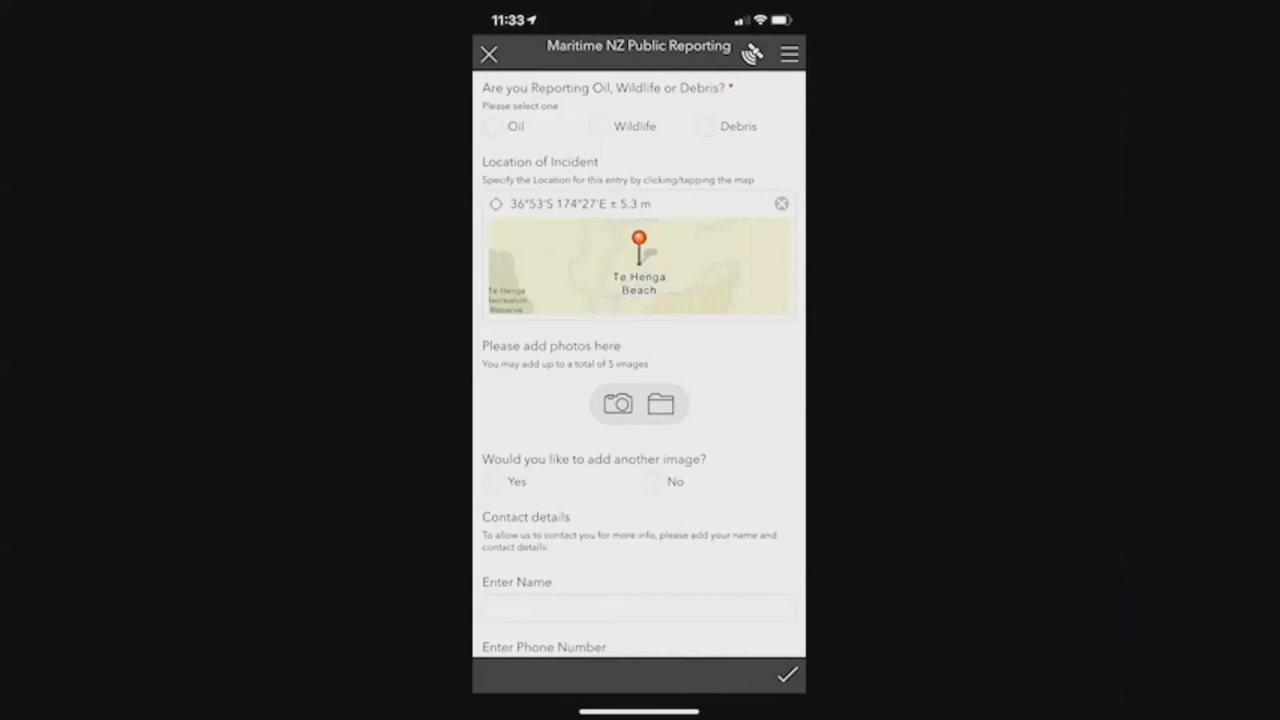 11:33
Maritime NZ Public Reporting
Are you Reporting Oil, Wildlife or Debris? *
Please select one
Oil
Wildlife
Debris
Location of Incident
Specify the Location for this entry by clicking/tapping the map
36°53'S 174°27'E ± 5.3 m
Te Henga
Beach
Te Henga
Recreation
Reserve
Please add photos here
You may add up to a total of 5 images
Would you like to add another image?
Yes
No
Contact details
To allow us to contact you for more info, please add your name and
contact details.
Enter Name
Enter Phone Number